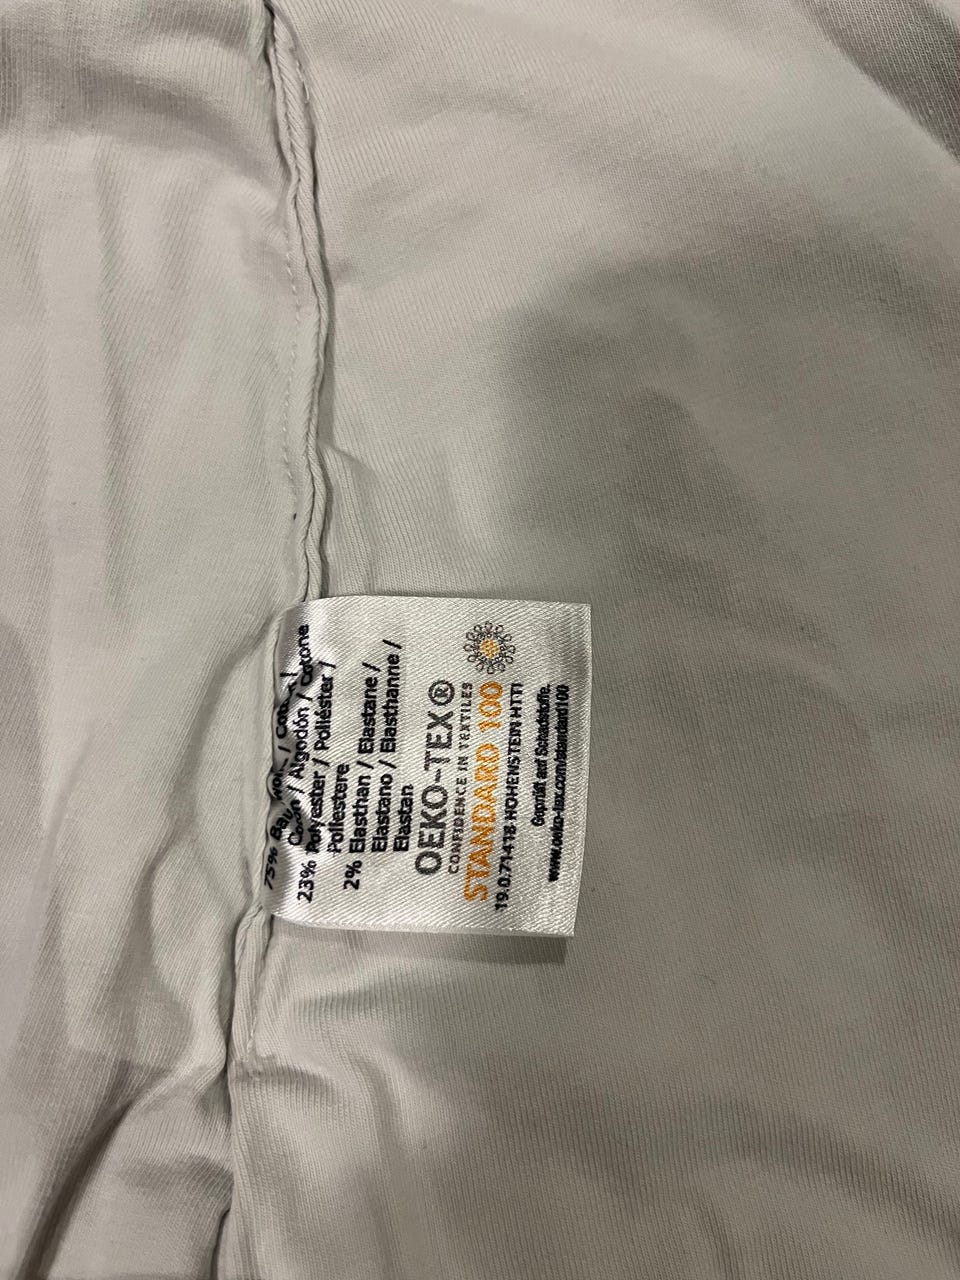 75% Baumwolle / Cotton /
Coton / Algodón / Cotone
23% Polyester / Poliéster /
Poliestere
2% Elasthan / Elastane /
Elastano / Elasthanne /
Elastan
OEKO-TEX®
CONFIDENCE IN TEXTILES
STANDARD 100
19.0.71418 HOHENSTEIN HTTI
Geprüft auf Schadstoffe.
www.oeko-tex.com/standard100